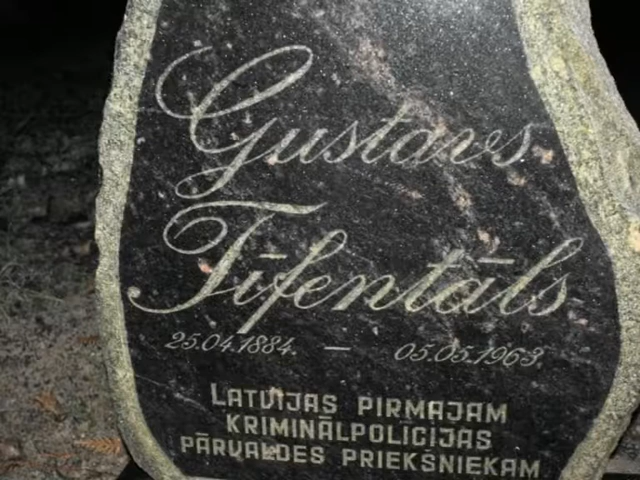 Gustavs
Tīfentāls
25.04.1884. — 05.05.1963.
LATVIJAS PIRMAJAM
KRIMINĀLPOLICIJAS
PĀRVALDES PRIEKŠNIEKAM